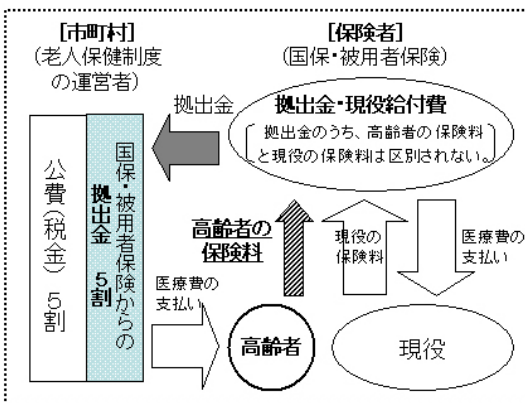 [市町村]
(老人保健制度
の運営者)
[保険者]
(国保・被用者保険)
拠出金
拠出金・現役給付費
拠出金のうち、高齢者の保険料
と現役の保険料は区別されない。
公費(税金) 5割
国保・被用者保険からの
拠出金 5割
高齢者の
保険料
現役の
保険料
医療費の
支払い
医療費の
支払い
高齢者
現役